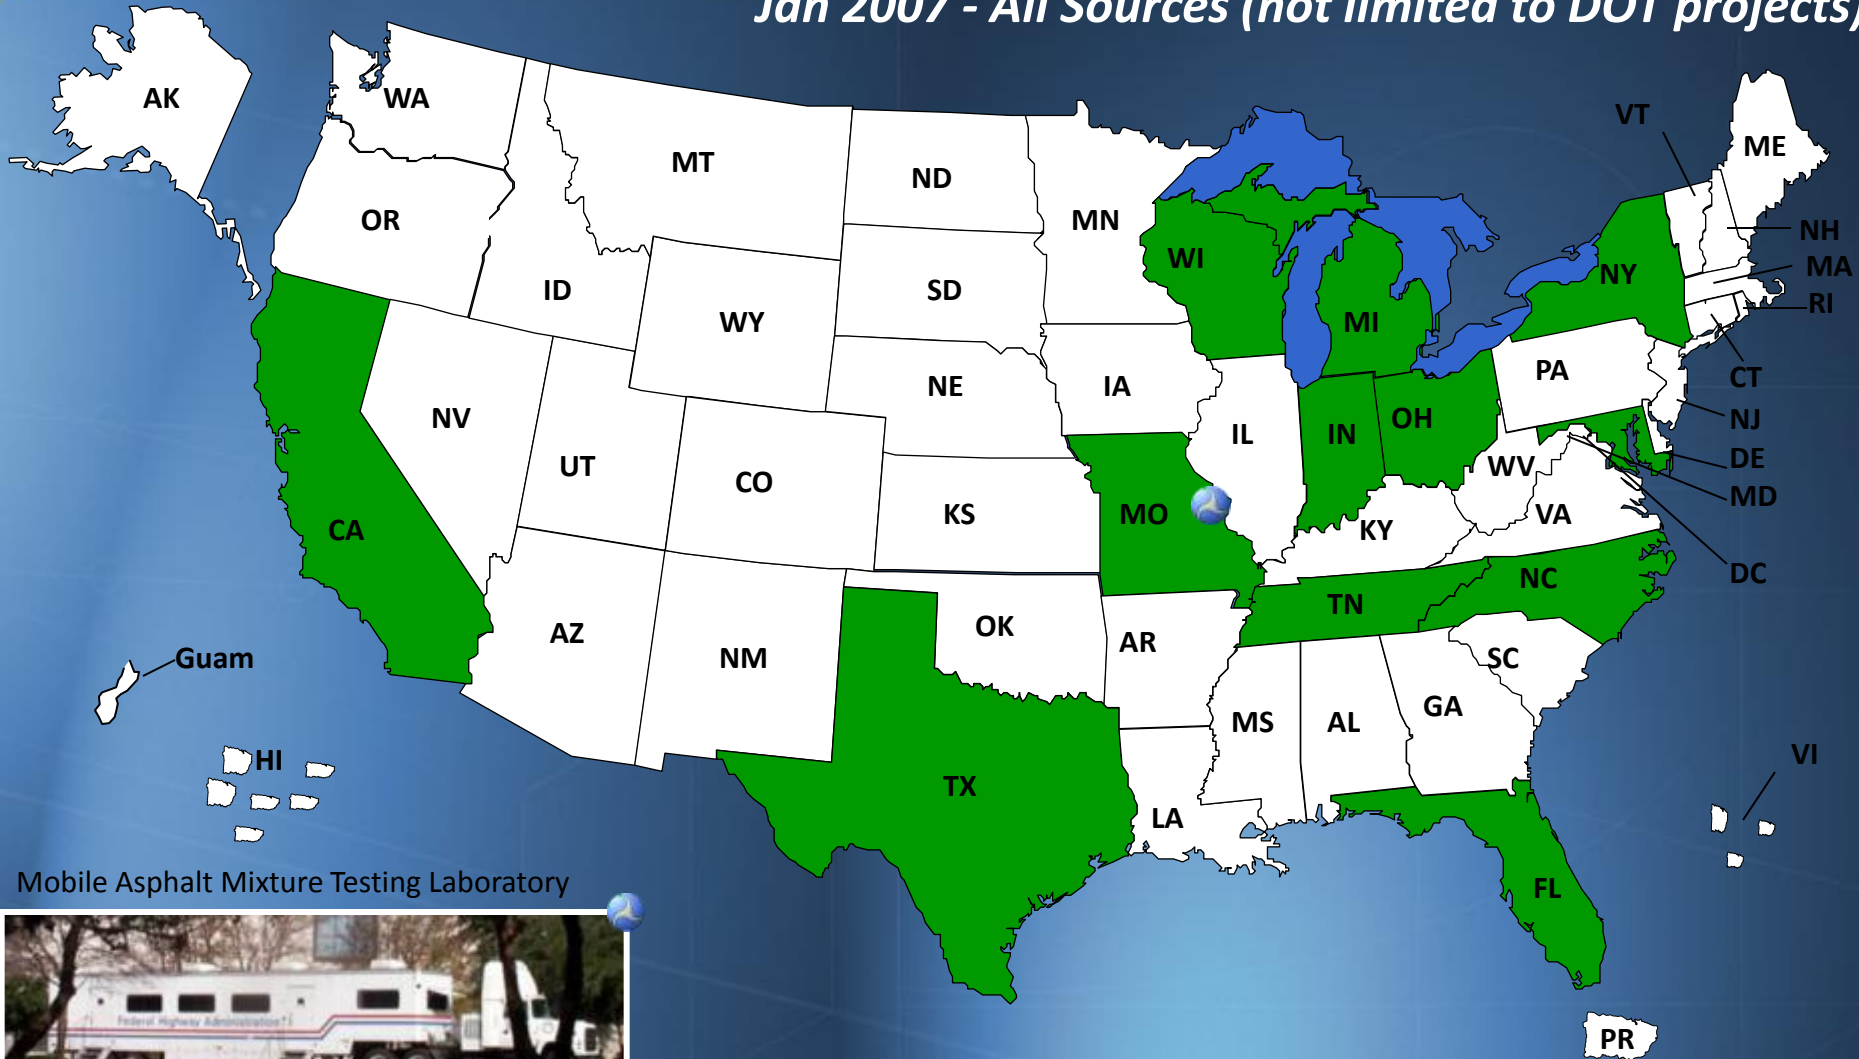 Jan 2007 - All Sources (not limited to DOT projects)
AK
WA
MT
ND
MN
VT
ME
OR
ID
WY
SD
WI
MI
NY
NH
MA
RI
NV
UT
CO
NE
KS
IA
IL
IN
OH
PA
CT
NJ
DE
MD
DC
CA
MO
KY
WV
VA
AZ
NM
OK
AR
TN
NC
SC
Guam
HI
TX
LA
MS
AL
GA
FL
VI
PR
Mobile Asphalt Mixture Testing Laboratory
Federal Highway Administration